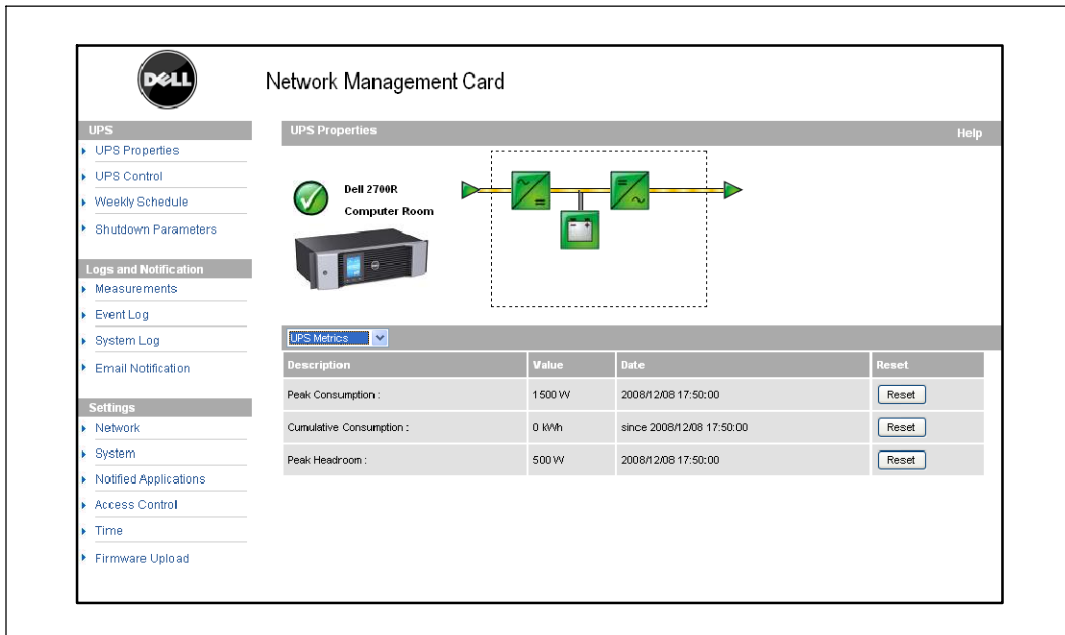 DELL
Network Management Card
UPS
UPS Properties
UPS Control
Weekly Schedule
Shutdown Parameters
Logs and Notification
Measurements
Event Log
System Log
Email Notification
Settings
Network
System
Notified Applications
Access Control
Time
Firmware Upload
UPS Properties Help
Dell 2700R
Computer Room
UPS Metrics
Description Value Date Reset
Peak Consumption : 1500 W 2008/12/08 17:50:00 Reset
Cumulative Consumption : 0 kWh since 2008/12/08 17:50:00 Reset
Peak Headroom : 500 W 2008/12/08 17:50:00 Reset